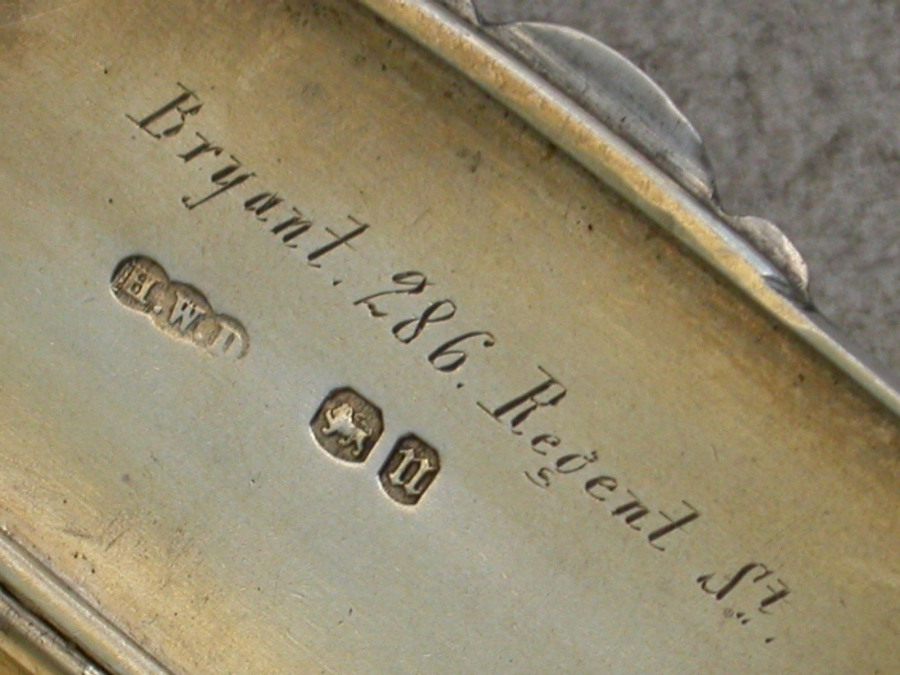 Bryant. 286. Regent St.
H.W.D
n